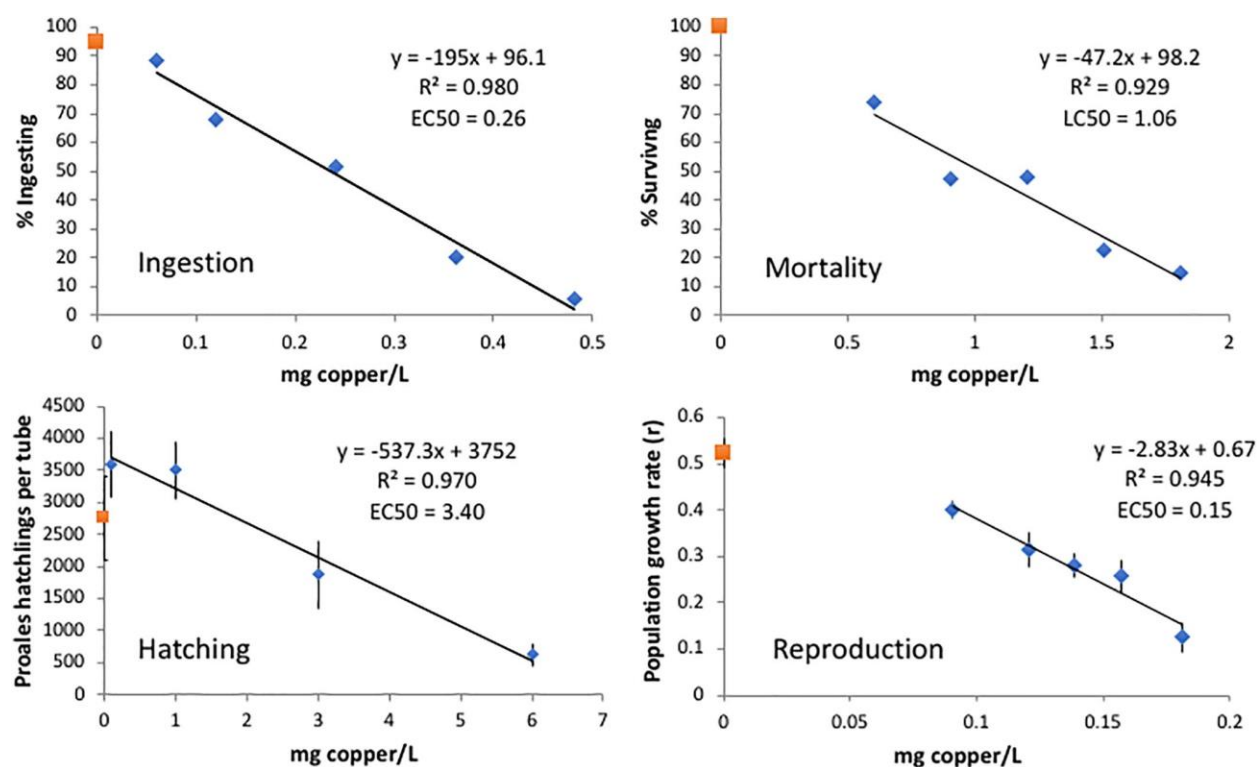 100
90
80
70
60
50
40
30
20
10
0
% Ingesting
y = -195x + 96.1
R² = 0.980
EC50 = 0.26
Ingestion
0 0.1 0.2 0.3 0.4 0.5
mg copper/L
100
90
80
70
60
50
40
30
20
10
0
% Survivng
y = -47.2x + 98.2
R² = 0.929
LC50 = 1.06
Mortality
0 0.5 1 1.5 2
mg copper/L
4500
4000
3500
3000
2500
2000
1500
1000
500
0
Proales hatchlings per tube
y = -537.3x + 3752
R² = 0.970
EC50 = 3.40
Hatching
0 1 2 3 4 5 6 7
mg copper/L
0.6
0.5
0.4
0.3
0.2
0.1
0
Population growth rate (r)
y = -2.83x + 0.67
R² = 0.945
EC50 = 0.15
Reproduction
0 0.05 0.1 0.15 0.2
mg copper/L